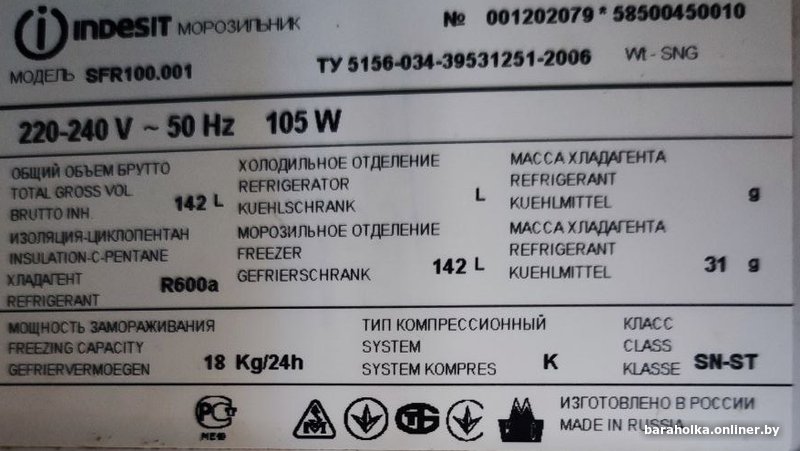 INDESIT МОРОЗИЛЬНИК № 001202079 * 58500450010
МОДЕЛЬ SFR100.001 ТУ 5156-034-39531251-2006 Wt - SNG
220-240 V ~ 50 Hz 105 W
ОБЩИЙ ОБЪЕМ БРУТТО
TOTAL GROSS VOL
BRUTTO INH. 142 L
ХОЛОДИЛЬНОЕ ОТДЕЛЕНИЕ
REFRIGERATOR
KUEHLSCHRANK L
МАССА ХЛАДАГЕНТА
REFRIGERANT
KUEHLMITTEL g
ИЗОЛЯЦИЯ-ЦИКЛОПЕНТАН
INSULATION-C-PENTANE
ХЛАДАГЕНТ
REFRIGERANT R600a
МОРОЗИЛЬНОЕ ОТДЕЛЕНИЕ
FREEZER
GEFRIERSCHRANK 142 L
МАССА ХЛАДАГЕНТА
REFRIGERANT
KUEHLMITTEL 31 g
МОЩНОСТЬ ЗАМОРАЖИВАНИЯ
FREEZING CAPACITY
GEFRIERVERMOEGEN 18 Kg/24h
ТИП КОМПРЕССИОННЫЙ
SYSTEM
SYSTEM KOMPRES K
КЛАСС
CLASS
KLASSE SN-ST
ИЗГОТОВЛЕНО В РОССИИ
MADE IN RUSSIA
baraholka.onliner.by